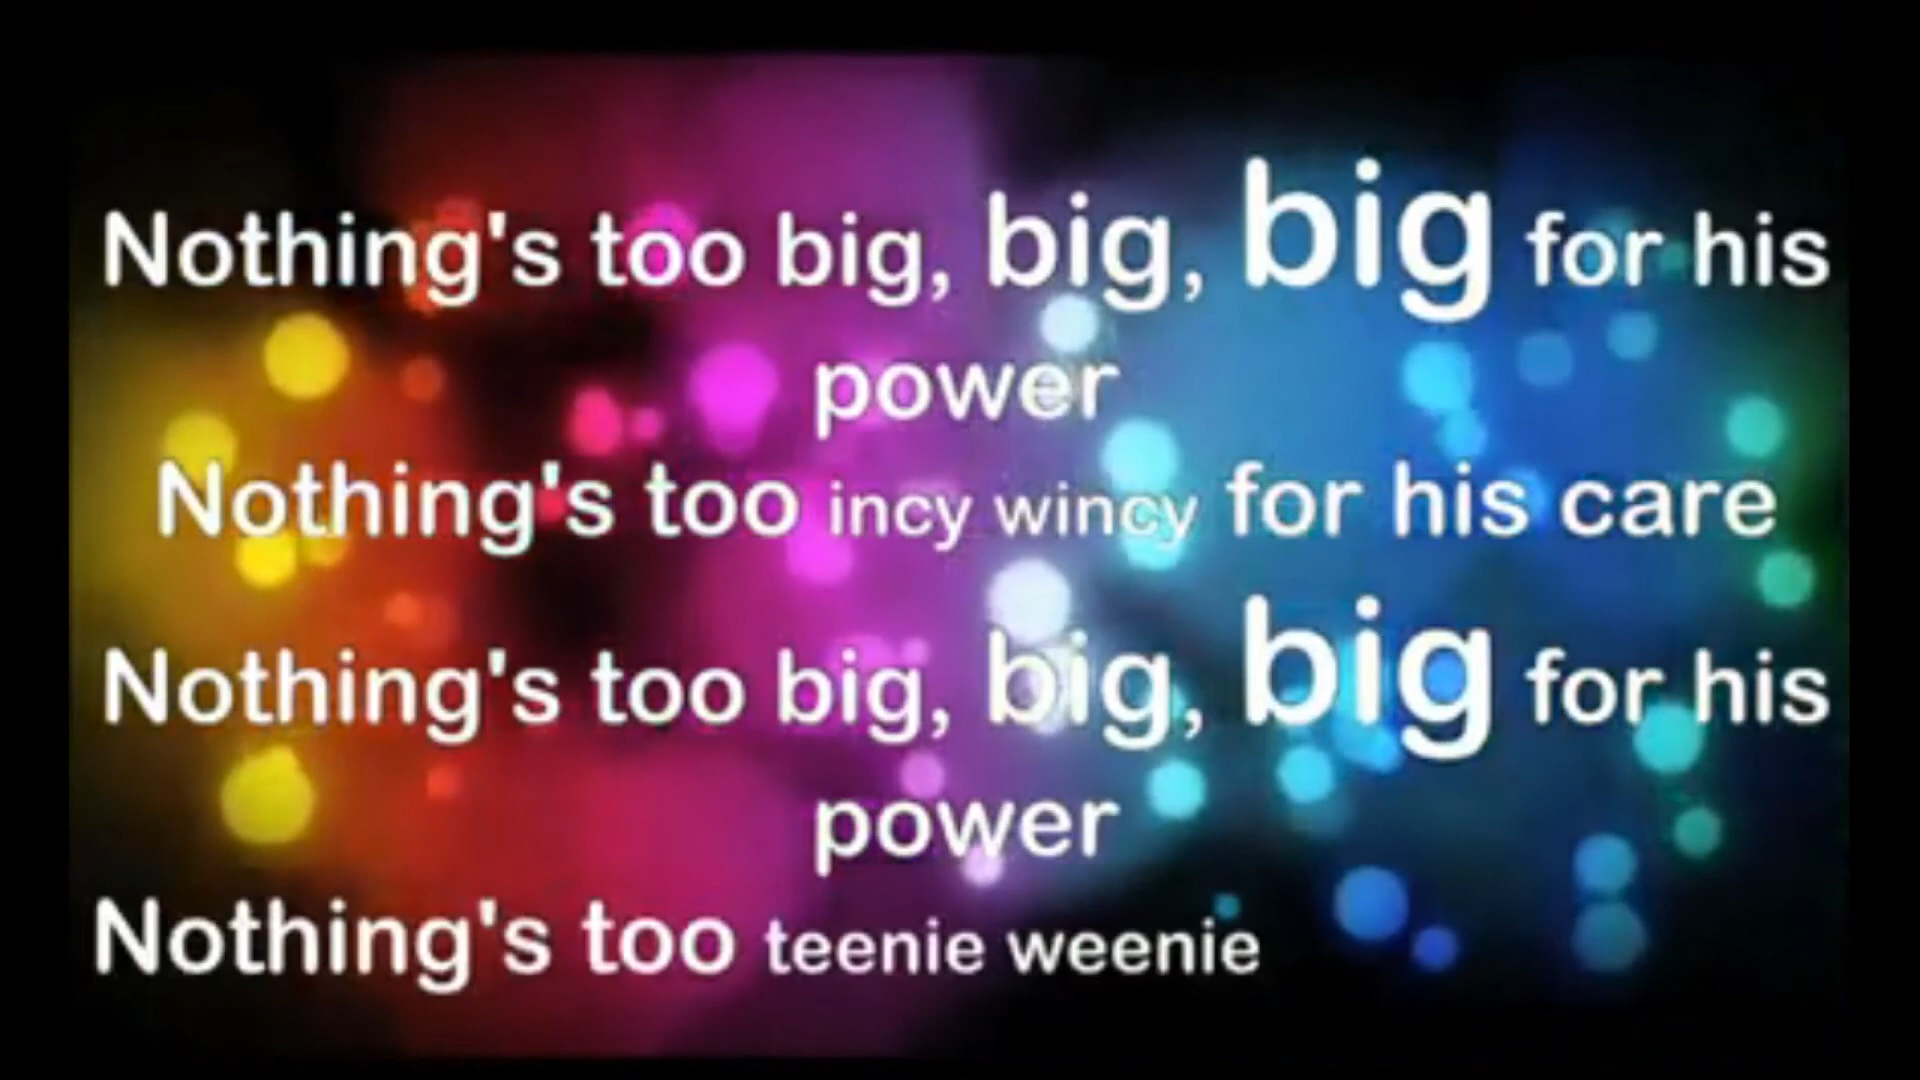 Nothing's too big, big, big for his
power
Nothing's too incy wincy for his care
Nothing's too big, big, big for his
power
Nothing's too teenie weenie